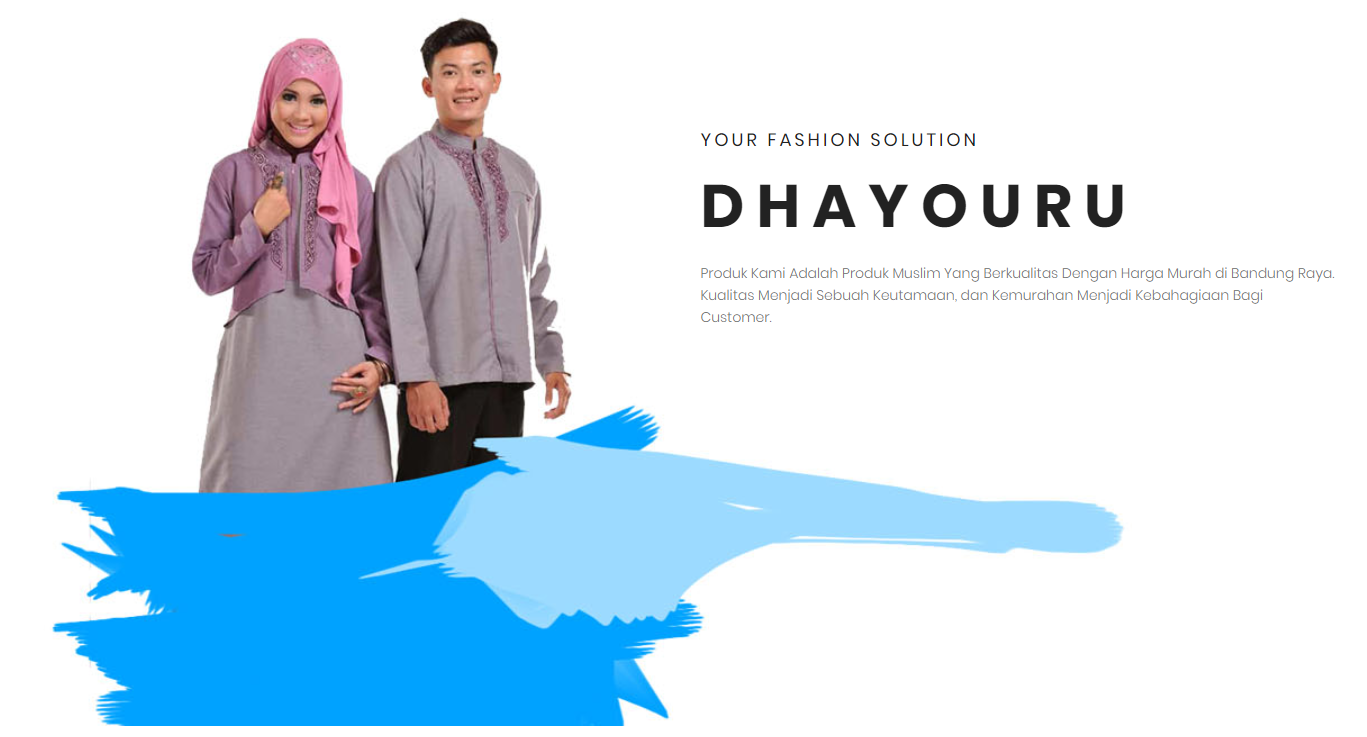 YOUR FASHION SOLUTION
DHAYOURU
Produk Kami Adalah Produk Muslim Yang Berkualitas Dengan Harga Murah di Bandung Raya.
Kualitas Menjadi Sebuah Keutamaan, dan Kemurahan Menjadi Kebahagiaan Bagi
Customer.